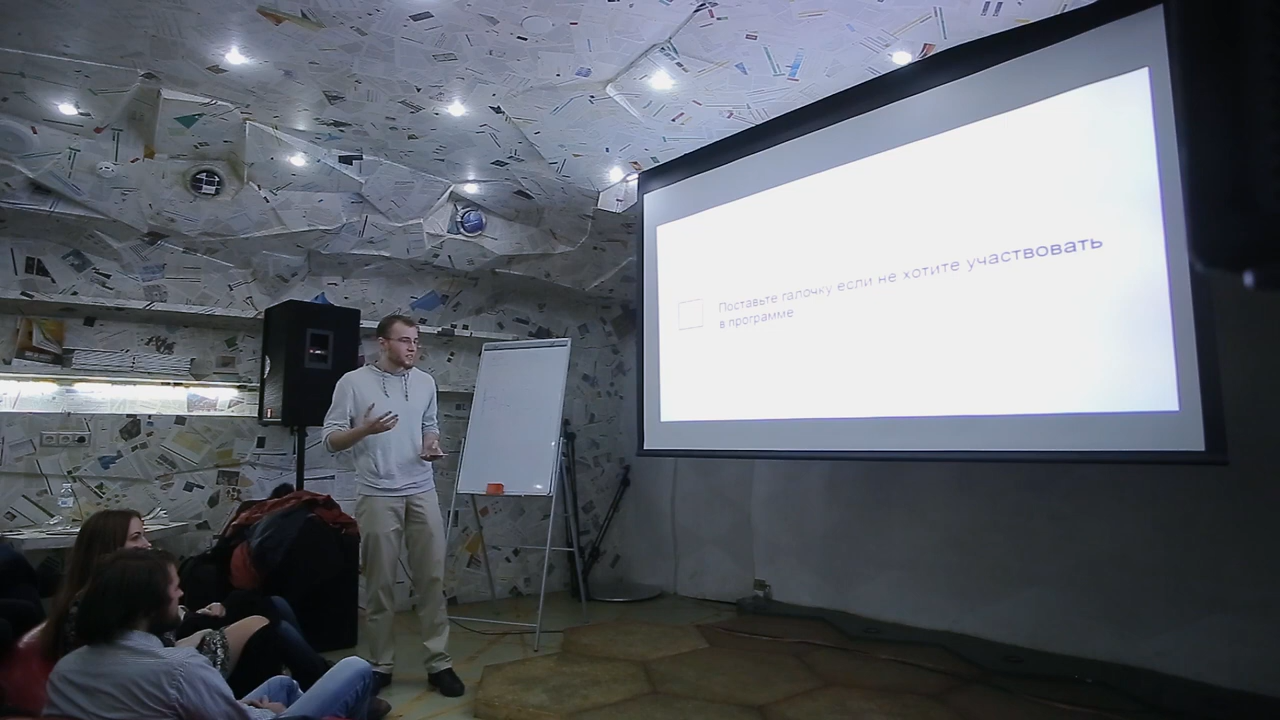 Поставьте галочку если не хотите участвовать
в программе